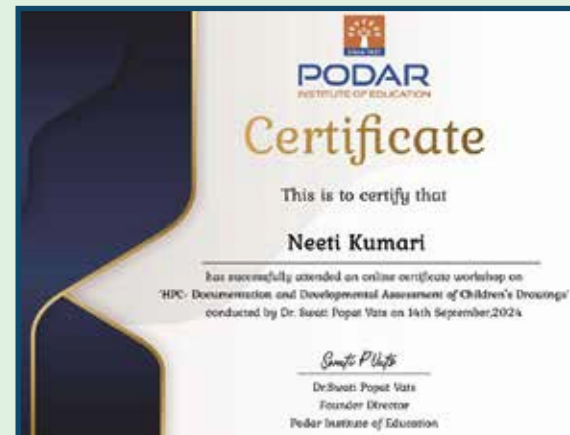 Since 1927
PODAR
INSTITUTE OF EDUCATION
Certificate
This is to certify that
Neeti Kumari
has successfully attended an online certificate workshop on
'HPC- Documentation and Developmental Assessment of Children's Drawings'
conducted by Dr. Swati Popat Vats on 14th September,2024
Swati P Vats
Dr.Swati Popat Vats
Founder Director
Podar Institute of Education